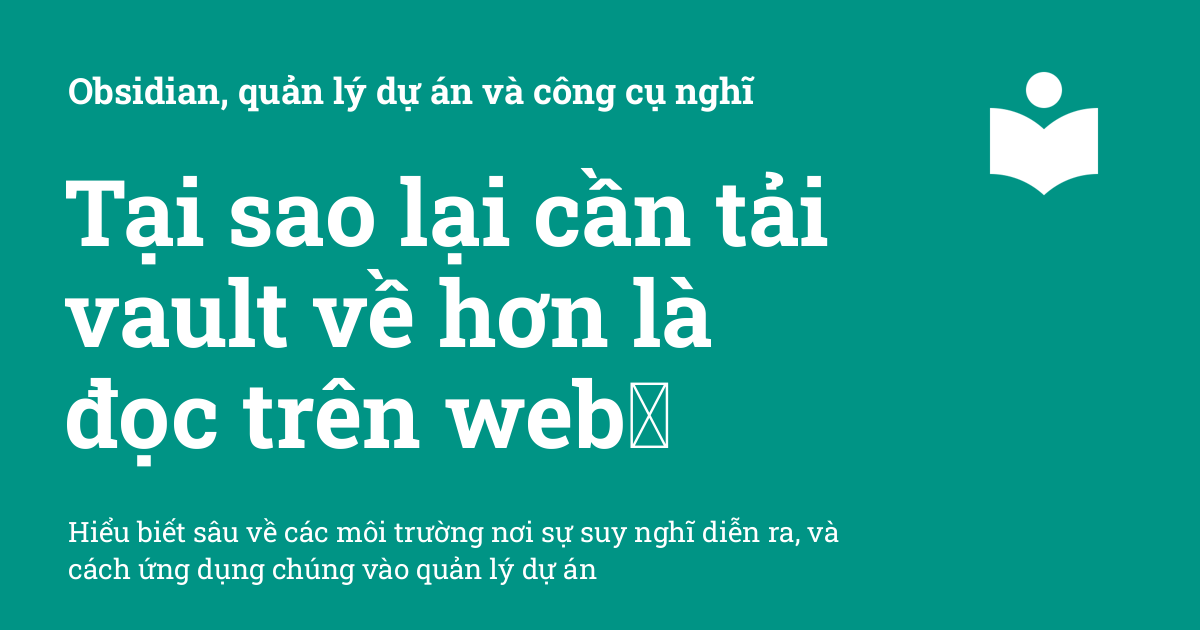 Obsidian, quản lý dự án và công cụ nghĩ
Tại sao lại cần tải
vault về hơn là
đọc trên web
Hiểu biết sâu về các môi trường nơi sự suy nghĩ diễn ra, và
cách ứng dụng chúng vào quản lý dự án